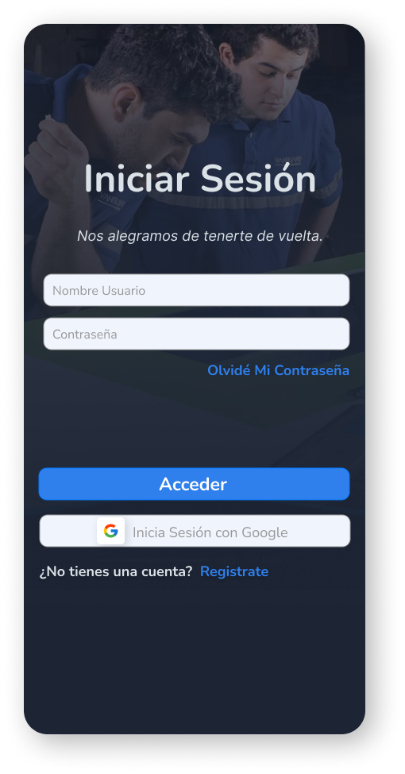 Iniciar Sesión
Nos alegramos de tenerte de vuelta.
Nombre Usuario
Contraseña
Olvidé Mi Contraseña
Acceder
G Inicia Sesión con Google
¿No tienes una cuenta? Registrate